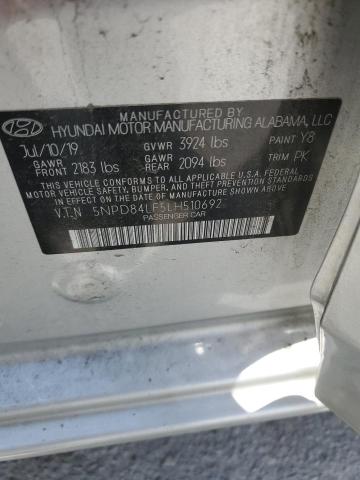 MANUFACTURED BY
HYUNDAI MOTOR MANUFACTURING ALABAMA, LLC
Jul/10/19 GVWR 3924 lbs PAINT Y8
GAWR FRONT 2183 lbs GAWR REAR 2094 lbs TRIM PK
THIS VEHICLE CONFORMS TO ALL APPLICABLE U.S.A FEDERAL
MOTOR VEHICLE SAFETY, BUMPER, AND THEFT PREVENTION
STANDARDS IN EFFECT ON THE DATE OF MANUFACTURE SHOWN ABOVE.
V.I.N 5NPD84LF5LH510692
PASSENGER CAR